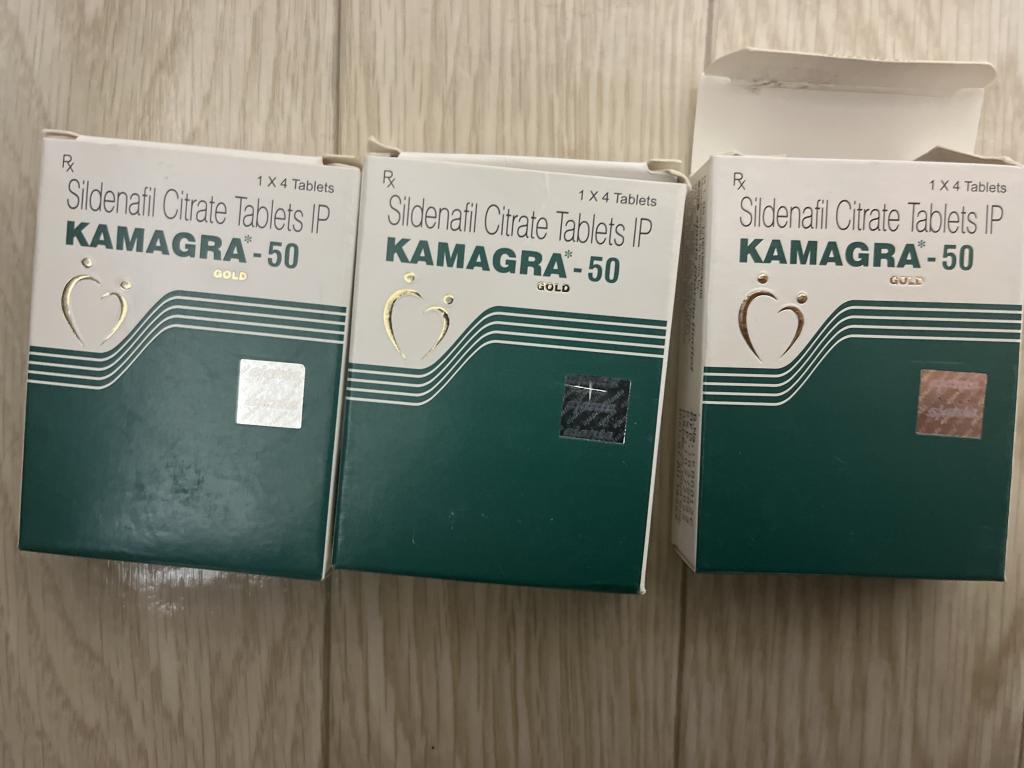 Rx
1 X 4 Tablets
Sildenafil Citrate Tablets IP
KAMAGRA*-50
GOLD
Rx
1 X 4 Tablets
Sildenafil Citrate Tablets IP
KAMAGRA*-50
GOLD
Rx
1 X 4 Tablets
Sildenafil Citrate Tablets IP
KAMAGRA*-50
GOLD